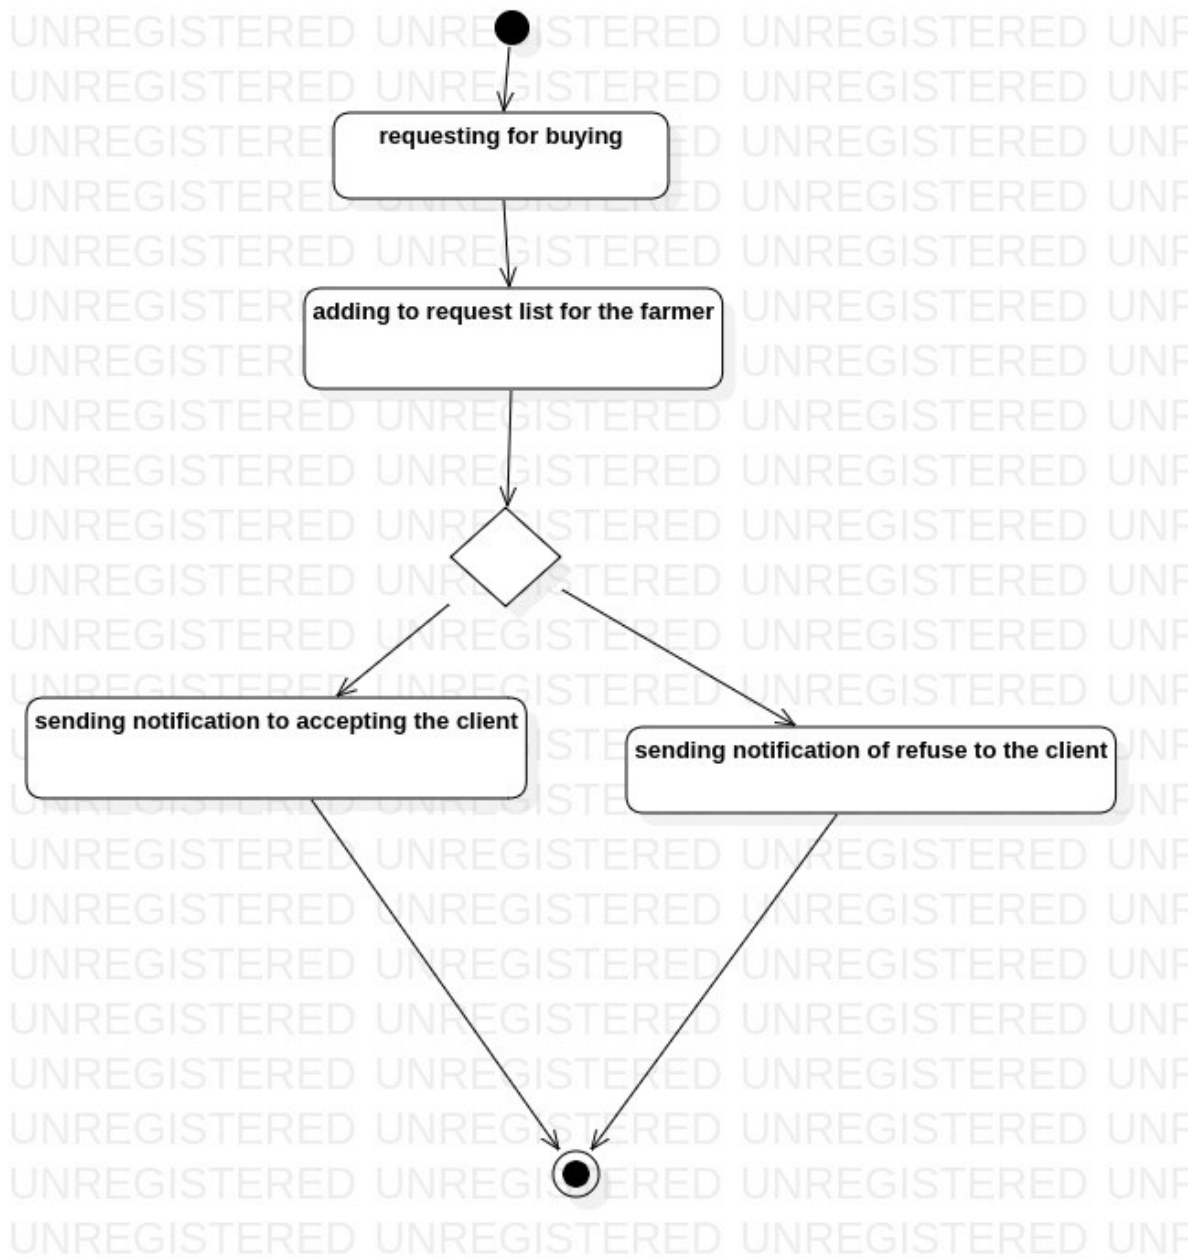 requesting for buying
adding to request list for the farmer
sending notification to accepting the client
sending notification of refuse to the client
UNREGISTERED